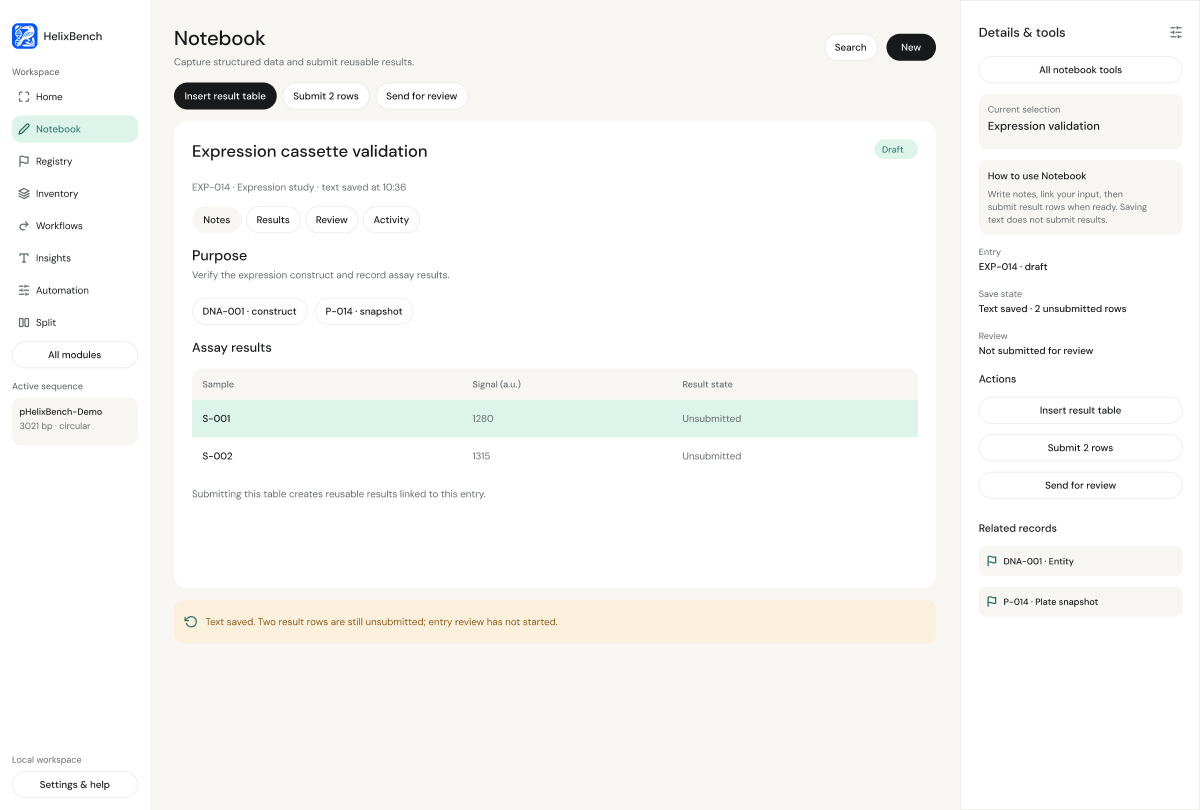 HelixBench
Workspace
Home
Notebook
Registry
Inventory
Workflows
Insights
Automation
Split
All modules
Active sequence
pHelixBench-Demo
3021 bp · circular
Local workspace
Settings & help
Notebook
Capture structured data and submit reusable results.
Search
New
Insert result table
Submit 2 rows
Send for review
Expression cassette validation
Draft
EXP-014 · Expression study · text saved at 10:36
Notes
Results
Review
Activity
Purpose
Verify the expression construct and record assay results.
DNA-001 · construct
P-014 · snapshot
Assay results
Sample Signal (a.u.) Result state
S-001 1280 Unsubmitted
S-002 1315 Unsubmitted
Submitting this table creates reusable results linked to this entry.
Text saved. Two result rows are still unsubmitted; entry review has not started.
Details & tools
All notebook tools
Current selection
Expression validation
How to use Notebook
Write notes, link your input, then
submit result rows when ready. Saving
text does not submit results.
Entry
EXP-014 · draft
Save state
Text saved · 2 unsubmitted rows
Review
Not submitted for review
Actions
Insert result table
Submit 2 rows
Send for review
Related records
DNA-001 · Entity
P-014 · Plate snapshot